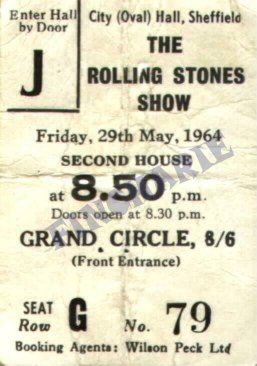 Enter Hall
by Door
J
City (Oval) Hall, Sheffield
THE
ROLLING STONES
SHOW
Friday, 29th May, 1964
SECOND HOUSE
at 8.50 p.m.
Doors open at 8.30 p.m.
GRAND CIRCLE, 8/6
(Front Entrance)
SEAT
Row G No. 79
Booking Agents: Wilson Peck Ltd